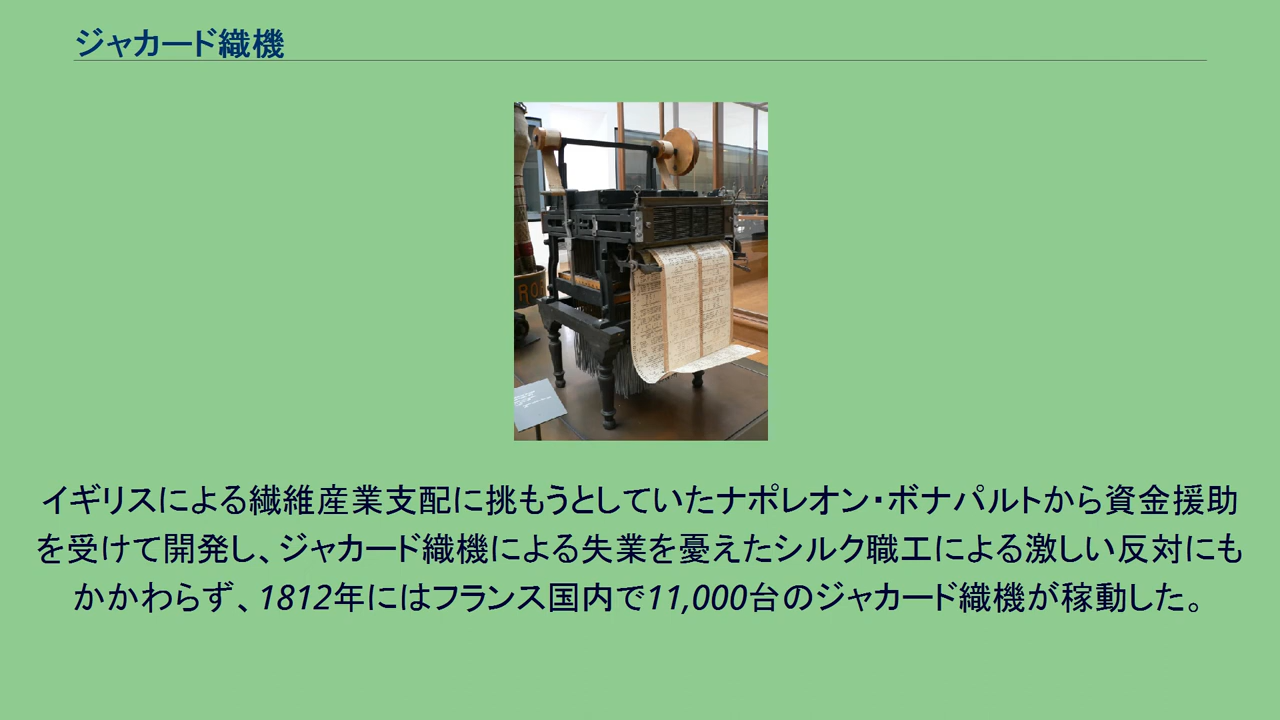 ジャカード織機
RO
イギリスによる繊維産業支配に挑もうとしていたナポレオン・ボナパルトから資金援助
を受けて開発し、ジャカード織機による失業を憂えたシルク職工による激しい反対にも
かかわらず、1812年にはフランス国内で11,000台のジャカード織機が稼動した。